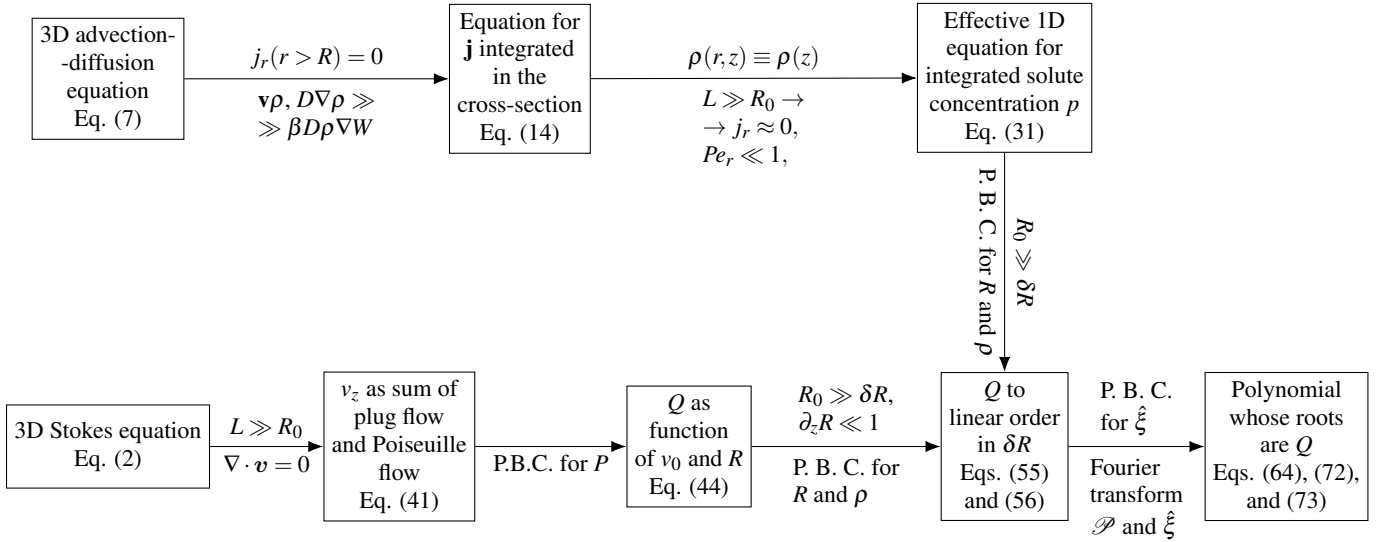 3D advection-
-diffusion
equation
Eq. (7)
j_r(r > R) = 0
𝐯ρ, D∇ρ ≫
≫ βDρ∇W
Equation for
𝐣 integrated
in the
cross-section
Eq. (14)
ρ(r,z) ≡ ρ(z)
L ≫ R_0 →
→ j_r ≈ 0,
Pe_r ≪ 1,
Effective 1D
equation for
integrated solute
concentration p
Eq. (31)
R_0 ≫ δR
P. B. C. for R and ρ
3D Stokes equation
Eq. (2)
L ≫ R_0
∇ · 𝒗 = 0
v_z as sum of
plug flow
and Poiseuille
flow
Eq. (41)
P.B.C. for P
Q as
function
of v_0 and R
Eq. (44)
R_0 ≫ δR,
∂_z R ≪ 1
P. B. C. for
R and ρ
Q to
linear order
in δR
Eqs. (55)
and (56)
P. B. C.
for ξ̂
Fourier
transform
𝒫 and ξ̂
Polynomial
whose roots
are Q
Eqs. (64), (72),
and (73)